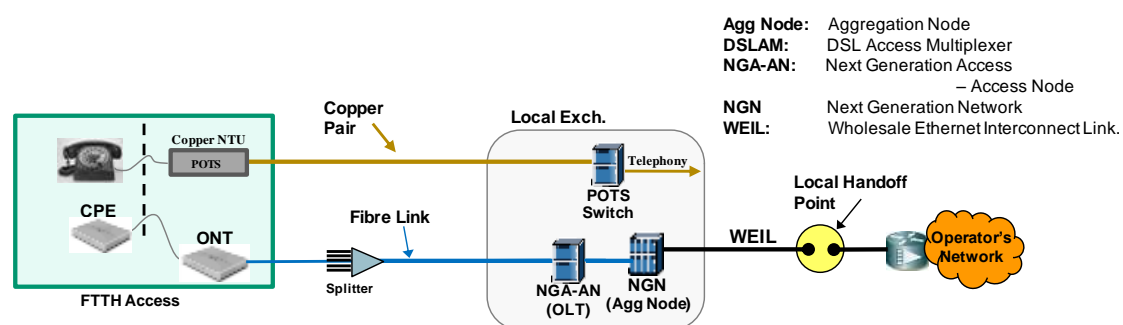 Agg Node: Aggregation Node
DSLAM: DSL Access Multiplexer
NGA-AN: Next Generation Access
– Access Node
NGN Next Generation Network
WEIL: Wholesale Ethernet Interconnect Link.
Copper
Pair
Local Exch.
Copper NTU
POTS
Telephony
POTS
Switch
Local Handoff
Point
CPE
ONT
Fibre Link
WEIL
Operator's
Network
Splitter
NGA-AN
(OLT)
NGN
(Agg Node)
FTTH Access